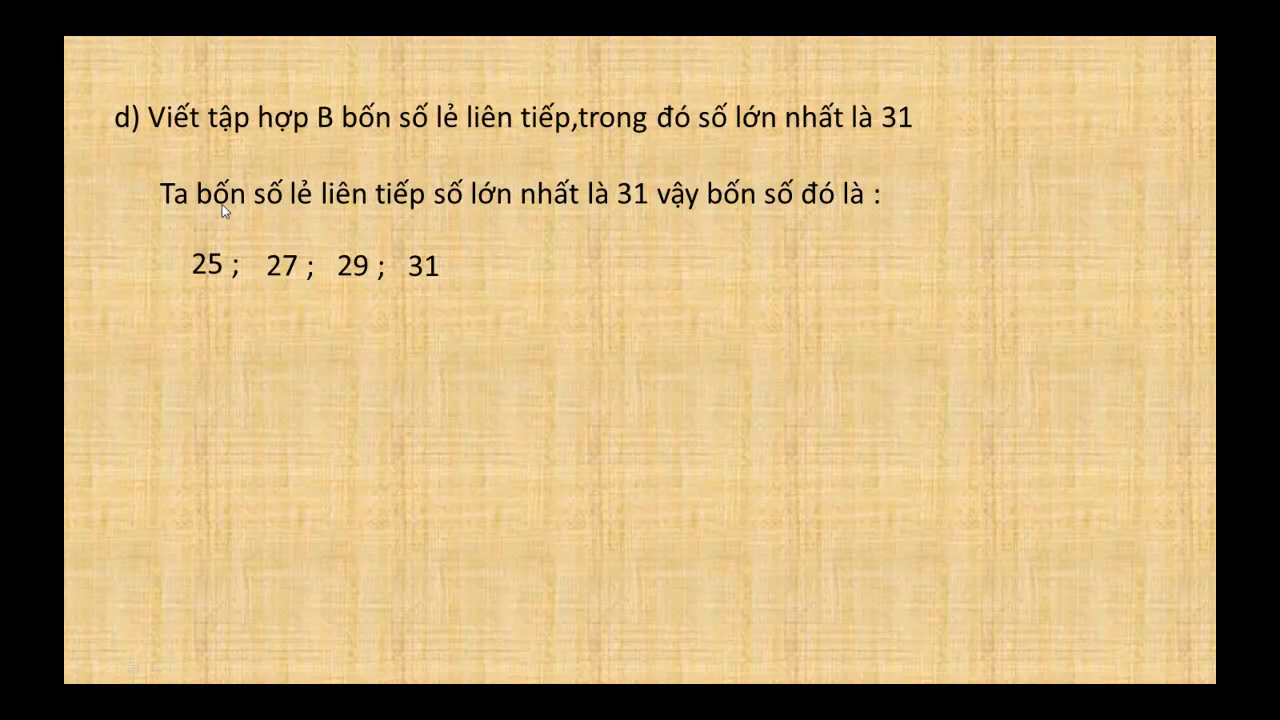 d) Viết tập hợp B bốn số lẻ liên tiếp,trong đó số lớn nhất là 31
Ta bốn số lẻ liên tiếp số lớn nhất là 31 vậy bốn số đó là :
25 ; 27 ; 29 ; 31